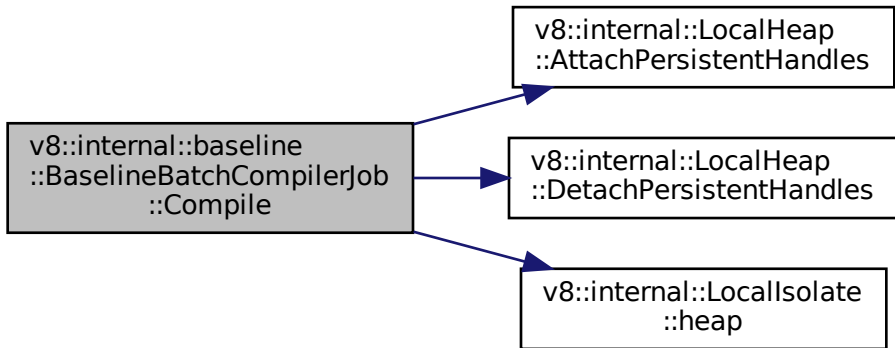 v8::internal::baseline
::BaselineBatchCompilerJob
::Compile
v8::internal::LocalHeap
::AttachPersistentHandles
v8::internal::LocalHeap
::DetachPersistentHandles
v8::internal::LocalIsolate
::heap